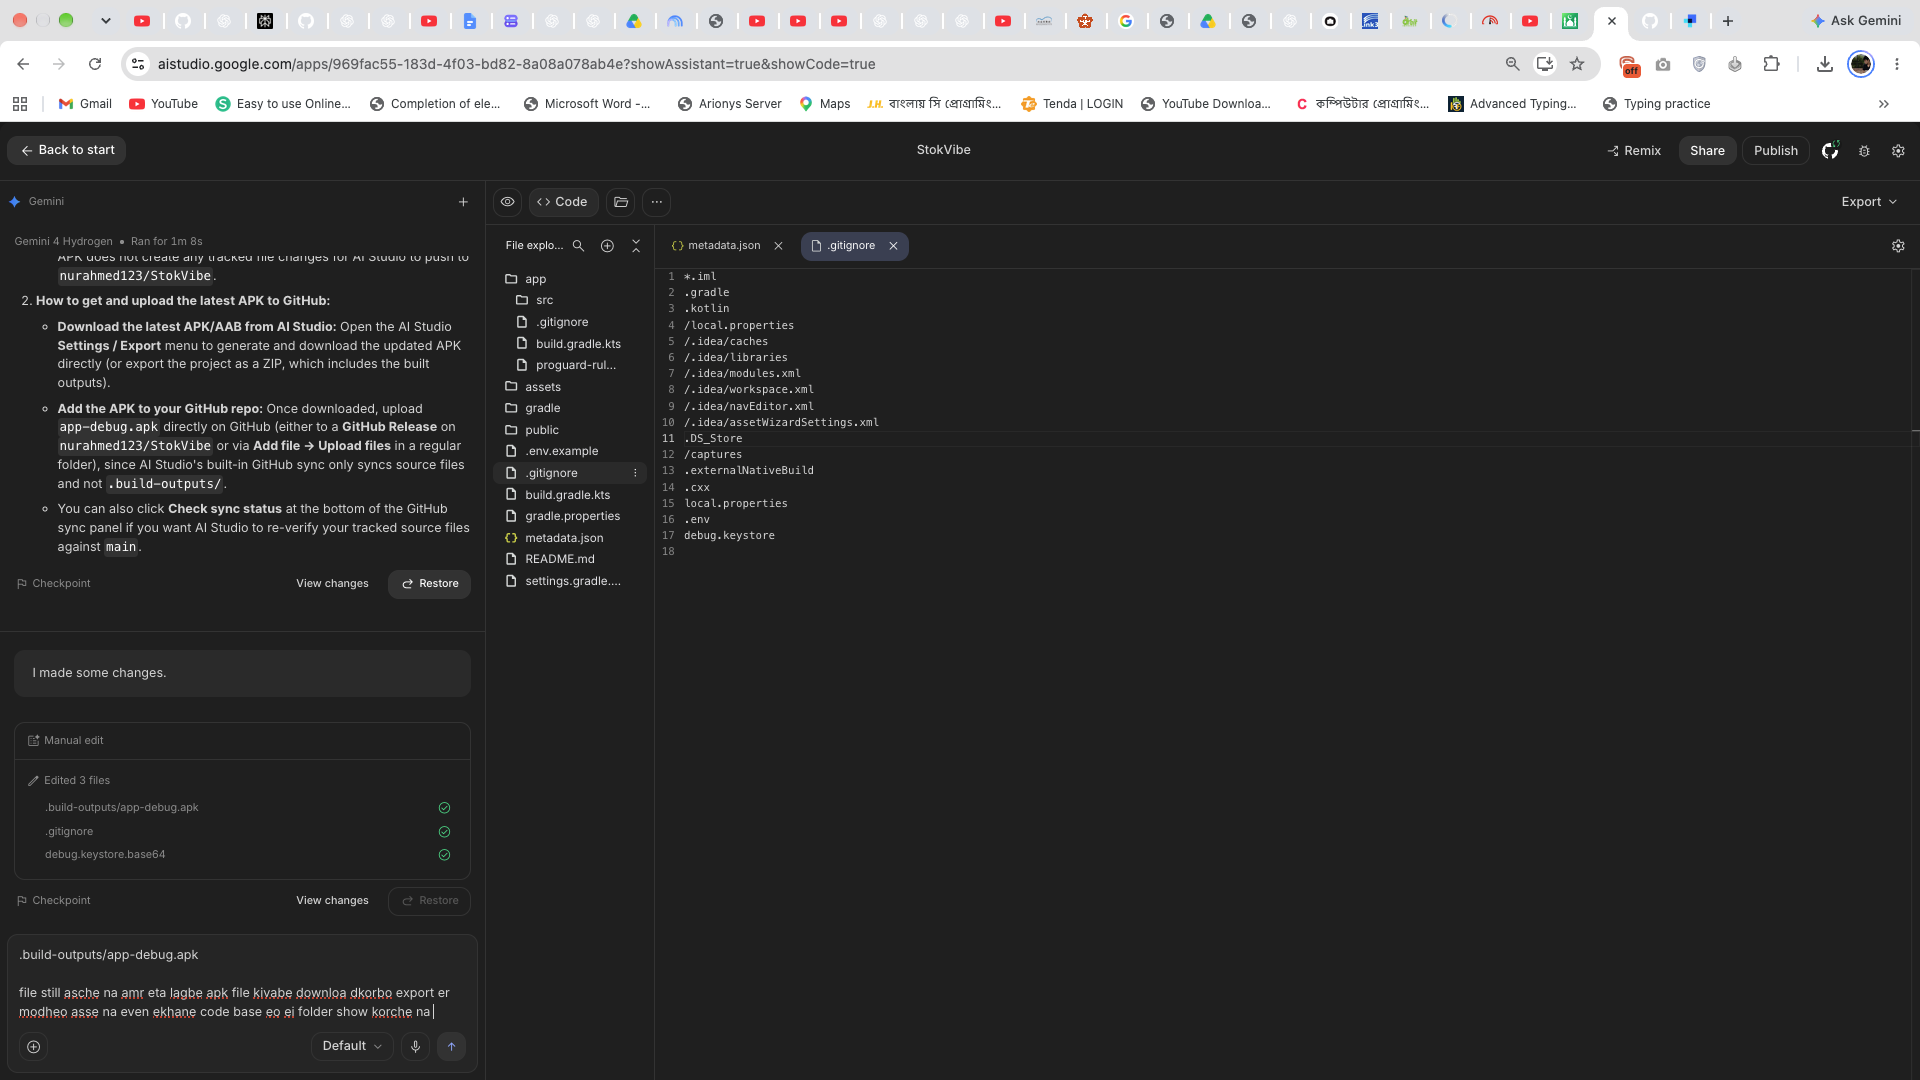 Ask Gemini
aistudio.google.com/apps/969fac55-183d-4f03-bd82-8a08a078ab4e?showAssistant=true&showCode=true
off
Gmail
YouTube
Easy to use Online...
Completion of ele...
Microsoft Word -...
Arionys Server
Maps
বাংলায় সি প্রোগ্রামিং...
Tenda | LOGIN
YouTube Downloa...
কম্পিউটার প্রোগ্রামিং...
Advanced Typing...
Typing practice
Back to start
StokVibe
Remix
Share
Publish
Gemini
Code
Export
Gemini 4 Hydrogen • Ran for 1m 8s
APK does not create any tracked file changes for AI Studio to push to
nurahmed123/StokVibe.
2. How to get and upload the latest APK to GitHub:
Download the latest APK/AAB from AI Studio: Open the AI Studio
Settings / Export menu to generate and download the updated APK
directly (or export the project as a ZIP, which includes the built
outputs).
Add the APK to your GitHub repo: Once downloaded, upload
app-debug.apk directly on GitHub (either to a GitHub Release on
nurahmed123/StokVibe or via Add file → Upload files in a regular
folder), since AI Studio's built-in GitHub sync only syncs source files
and not .build-outputs/.
You can also click Check sync status at the bottom of the GitHub
sync panel if you want AI Studio to re-verify your tracked source files
against main.
Checkpoint
View changes
Restore
I made some changes.
Manual edit
Edited 3 files
.build-outputs/app-debug.apk
.gitignore
debug.keystore.base64
Checkpoint
View changes
Restore
.build-outputs/app-debug.apk
file still asche na amr eta lagbe apk file kivabe downloa dkorbo export er
modheo asse na even ekhane code base eo ei folder show korche na
Default
File explo...
app
src
.gitignore
build.gradle.kts
proguard-rul...
assets
gradle
public
.env.example
.gitignore
build.gradle.kts
gradle.properties
metadata.json
README.md
settings.gradle....
metadata.json
.gitignore
1 *.iml
2 .gradle
3 .kotlin
4 /local.properties
5 /.idea/caches
6 /.idea/libraries
7 /.idea/modules.xml
8 /.idea/workspace.xml
9 /.idea/navEditor.xml
10 /.idea/assetWizardSettings.xml
11 .DS_Store
12 /captures
13 .externalNativeBuild
14 .cxx
15 local.properties
16 .env
17 debug.keystore
18